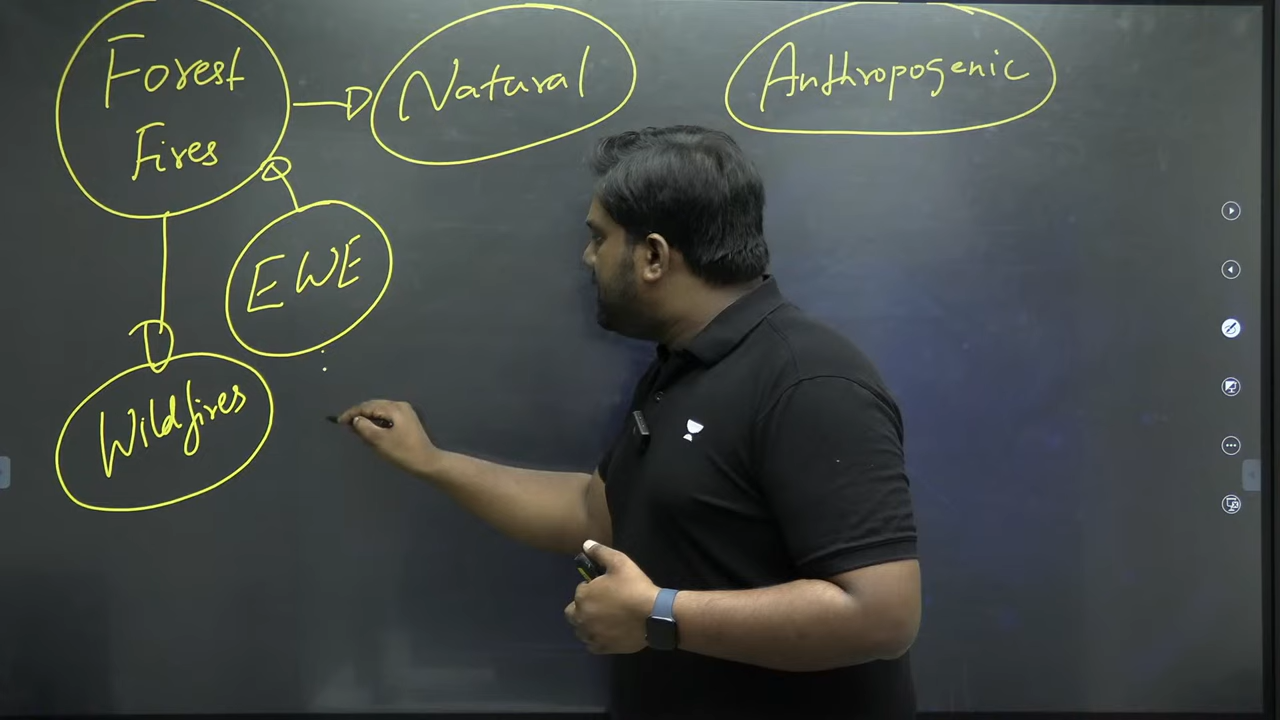 Forest
Fires
Natural
Anthropogenic
EWE
Wildfires